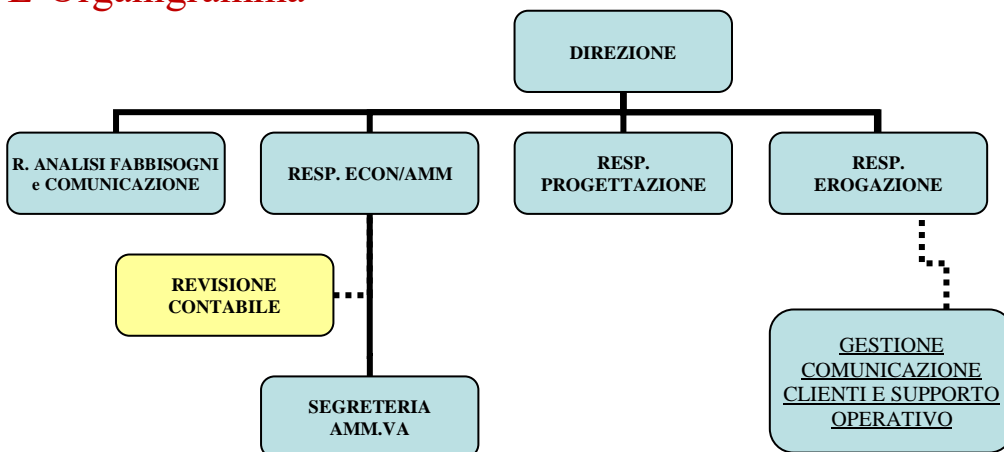 L'Organigramma
DIREZIONE
R. ANALISI FABBISOGNI
e COMUNICAZIONE
RESP. ECON/AMM
RESP.
PROGETTAZIONE
RESP.
EROGAZIONE
REVISIONE
CONTABILE
SEGRETERIA
AMM.VA
GESTIONE
COMUNICAZIONE
CLIENTI E SUPPORTO
OPERATIVO